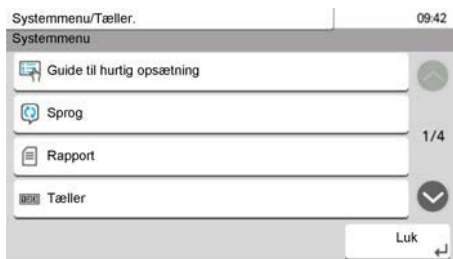 Systemmenu/Tæller.
09:42
Systemmenu
Guide til hurtig opsætning
Sprog
Rapport
Tæller
1/4
Luk